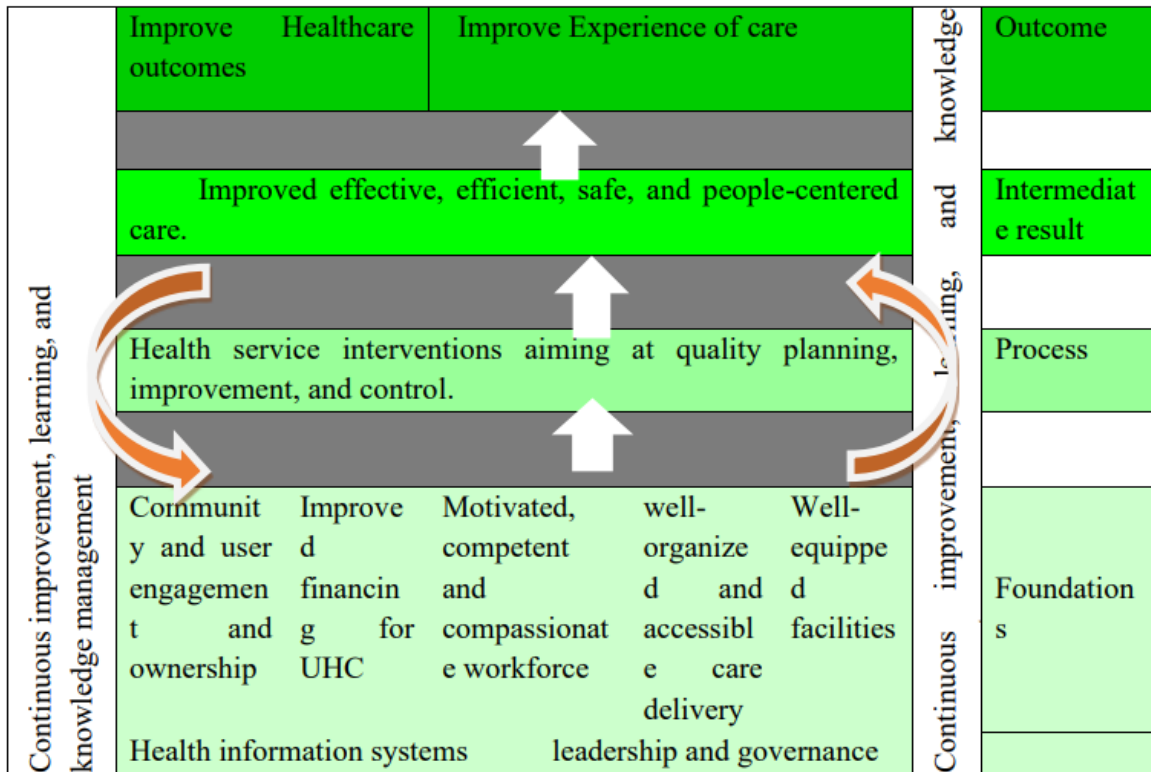 Improve Healthcare
outcomes
Improve Experience of care
Outcome
Improved effective, efficient, safe, and people-centered
care.
Intermediat
e result
Health service interventions aiming at quality planning,
improvement, and control.
Process
Communit
y and user
engagemen
t and
ownership
Improve
d
financin
g for
UHC
Motivated,
competent
and
compassionat
e workforce
well-
organize
d and
accessibl
e care
delivery
Well-
equippe
d
facilities
Foundation
s
Health information systems
leadership and governance
Continuous improvement, learning, and
knowledge management
Continuous improvement, learning, and knowledge